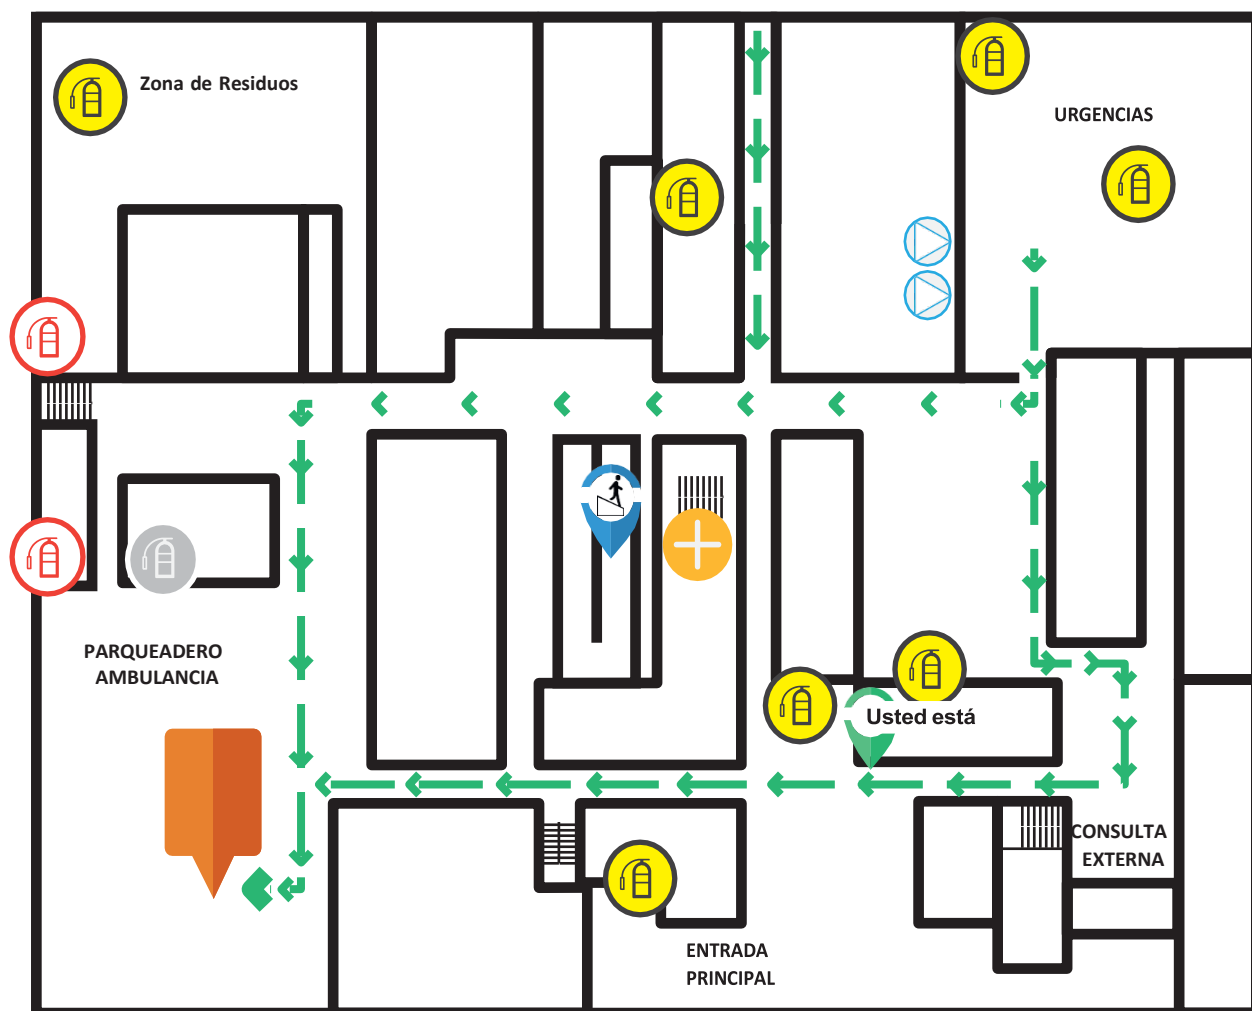 Zona de Residuos
URGENCIAS
PARQUEADERO
AMBULANCIA
Usted está
CONSULTA
EXTERNA
ENTRADA
PRINCIPAL